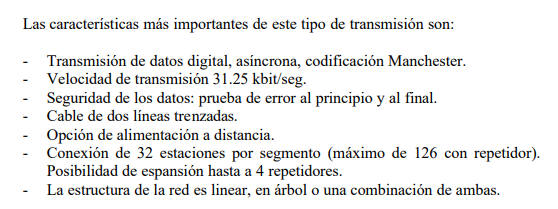 Las características más importantes de este tipo de transmisión son:
- Transmisión de datos digital, asíncrona, codificación Manchester.
- Velocidad de transmisión 31.25 kbit/seg.
- Seguridad de los datos: prueba de error al principio y al final.
- Cable de dos líneas trenzadas.
- Opción de alimentación a distancia.
- Conexión de 32 estaciones por segmento (máximo de 126 con repetidor).
Posibilidad de espansión hasta a 4 repetidores.
- La estructura de la red es linear, en árbol o una combinación de ambas.